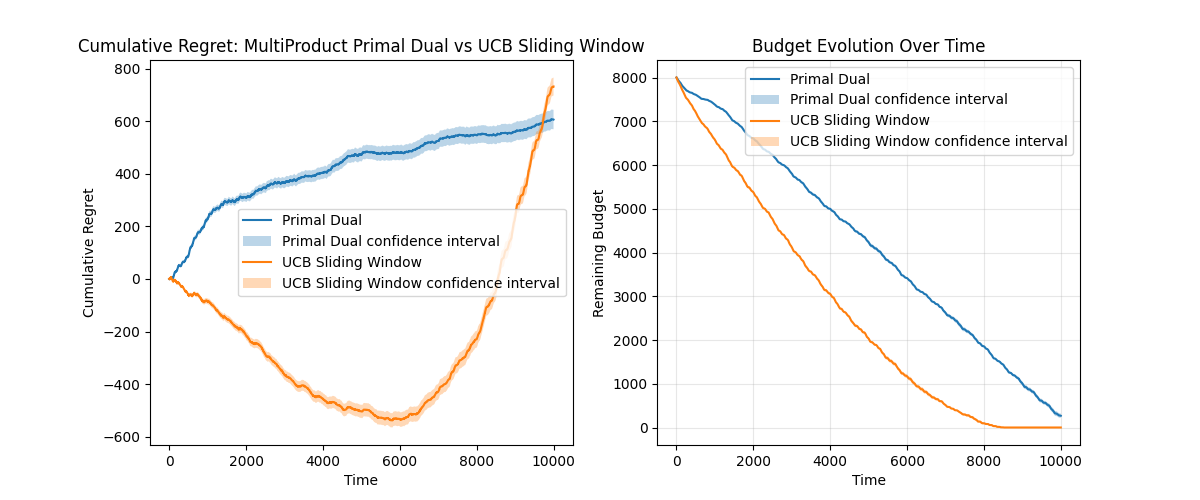 Cumulative Regret: MultiProduct Primal Dual vs UCB Sliding Window
800
600
400
200
0
−200
−400
−600
Cumulative Regret
Primal Dual
Primal Dual confidence interval
UCB Sliding Window
UCB Sliding Window confidence interval
0 2000 4000 6000 8000 10000
Time
Budget Evolution Over Time
8000
7000
6000
5000
4000
3000
2000
1000
0
Remaining Budget
Primal Dual
Primal Dual confidence interval
UCB Sliding Window
UCB Sliding Window confidence interval
0 2000 4000 6000 8000 10000
Time